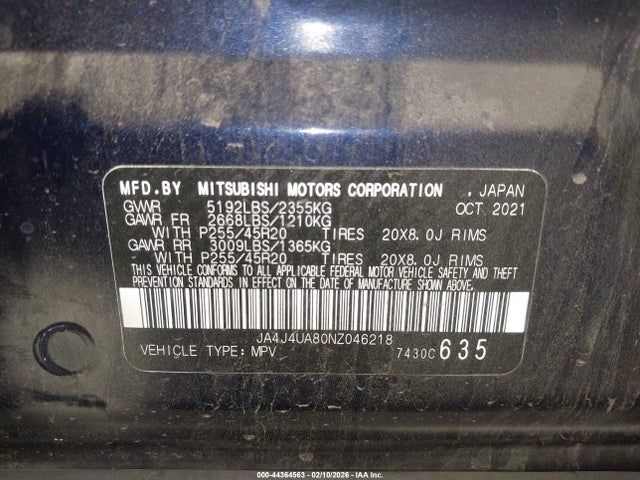 MFD.BY MITSUBISHI MOTORS CORPORATION , JAPAN
GVWR 5192LBS/2355KG OCT 2021
GAWR FR 2668LBS/1210KG
WITH P255/45R20 TIRES 20X8.0J RIMS
GAWR RR 3009LBS/1365KG
WITH P255/45R20 TIRES 20X8.0J RIMS
THIS VEHICLE CONFORMS TO ALL APPLICABLE FEDERAL MOTOR VEHICLE SAFETY AND THEFT
PREVENTION STANDARDS IN EFFECT ON THE DATE OF MANUFACTURE SHOWN ABOVE.
JA4J4UA80NZ046218
VEHICLE TYPE:MPV 7430C 635
000-44364563 - 02/10/2026 - © IAA Inc.